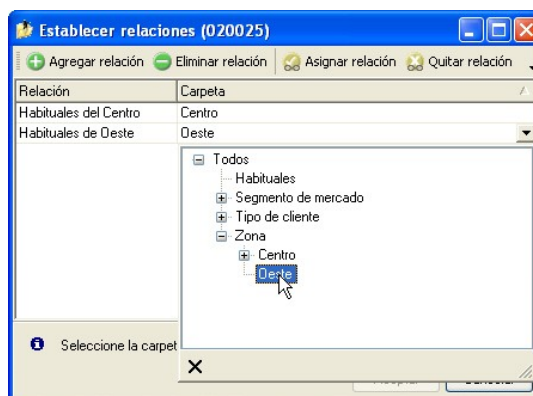 Establecer relaciones (020025)
Agregar relación Eliminar relación Asignar relación Quitar relación
Relación Carpeta
Habituales del Centro Centro
Habituales de Oeste Oeste
Todos
Habituales
Segmento de mercado
Tipo de cliente
Zona
Centro
Oeste
Seleccione la carpet